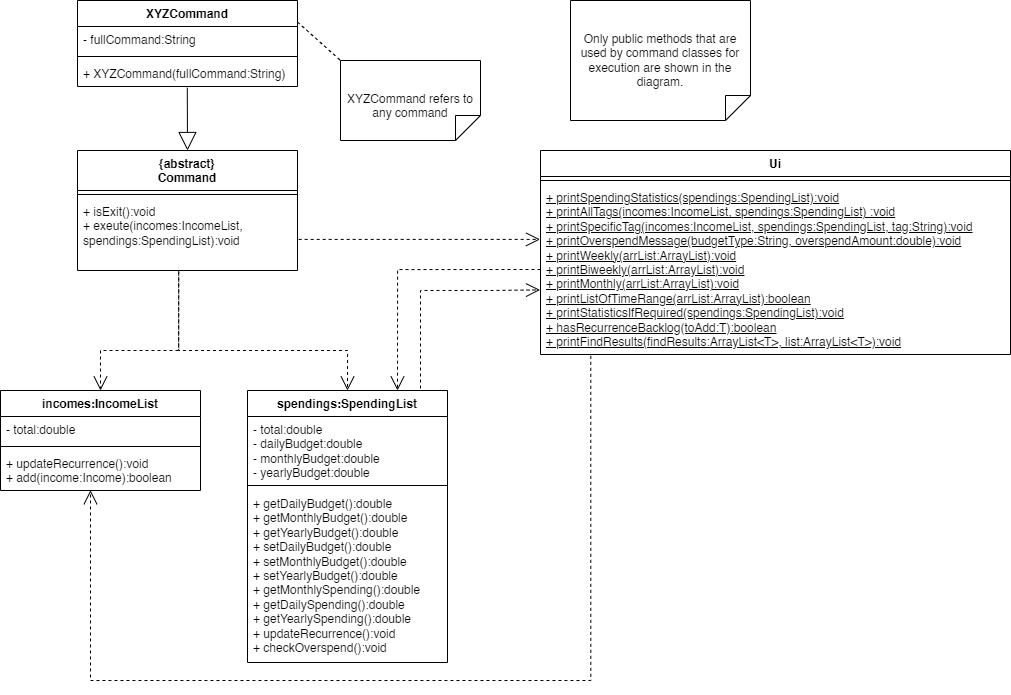 XYZCommand
- fullCommand:String
+ XYZCommand(fullCommand:String)
XYZCommand refers to
any command
Only public methods that are
used by command classes for
execution are shown in the
diagram.
{abstract}
Command
+ isExit():void
+ exeute(incomes:IncomeList,
spendings:SpendingList):void
Ui
+ printSpendingStatistics(spendings:SpendingList):void
+ printAllTags(incomes:IncomeList, spendings:SpendingList) :void
+ printSpecificTag(incomes:IncomeList, spendings:SpendingList, tag:String):void
+ printOverspendMessage(budgetType:String, overspendAmount:double):void
+ printWeekly(arrList:ArrayList):void
+ printBiweekly(arrList:ArrayList):void
+ printMonthly(arrList:ArrayList):void
+ printListOfTimeRange(arrList:ArrayList):boolean
+ printStatisticsIfRequired(spendings:SpendingList):void
+ hasRecurrenceBacklog(toAdd:T):boolean
+ printFindResults(findResults:ArrayList<T>, list:ArrayList<T>):void
incomes:IncomeList
- total:double
+ updateRecurrence():void
+ add(income:Income):boolean
spendings:SpendingList
- total:double
- dailyBudget:double
- monthlyBudget:double
- yearlyBudget:double
+ getDailyBudget():double
+ getMonthlyBudget():double
+ getYearlyBudget():double
+ setDailyBudget():double
+ setMonthlyBudget():double
+ setYearlyBudget():double
+ getMonthlySpending():double
+ getDailySpending():double
+ getYearlySpending():double
+ updateRecurrence():void
+ checkOverspend():void